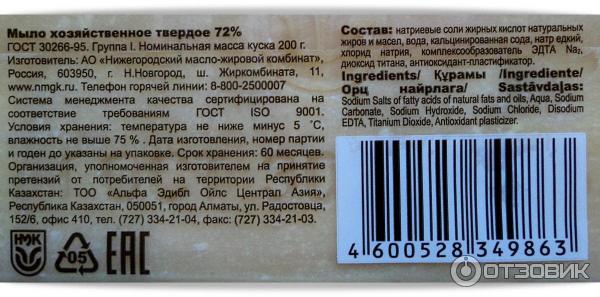 Мыло хозяйственное твердое 72%
ГОСТ 30266-95. Группа I. Номинальная масса куска 200 г.
Изготовитель: АО «Нижегородский масло-жировой комбинат»,
Россия, 603950, г. Н.Новгород, ш. Жиркомбината, 11,
www.nmgk.ru. Телефон горячей линии: 8-800-2500007
Система менеджмента качества сертифицирована на
соответствие требованиям ГОСТ ISO 9001.
Условия хранения: температура не ниже минус 5 °С,
влажность не выше 75 % . Дата изготовления, номер партии
и годен до указаны на упаковке. Срок хранения: 60 месяцев.
Организация, уполномоченная изготовителем на принятие
претензий от потребителей на территории Республики
Казахстан: ТОО «Альфа Эдибл Ойлс Централ Азия»,
Республика Казахстан, 050051, город Алматы, ул. Радостовца,
152/6, офис 410, тел. (727) 334-21-04, факс: (727) 334-21-03.
НМЖК
05
ЕАС
Состав: натриевые соли жирных кислот натуральных
жиров и масел, вода, кальцинированная сода, натр едкий,
хлорид натрия, комплексообразователь ЭДТА Na₂,
диоксид титана, антиоксидант-пластификатор.
Ingredients/ Құрамы /Ingrediente/
Орц найрлага/ Sastāvdaļas:
Sodium Salts of fatty acids of natural fats and oils, Aqua, Sodium
Carbonate, Sodium Hydroxide, Sodium Chloride, Disodium
EDTA, Titanium Dioxide, Antioxidant plasticizer.
4 600528 349863
ОТЗОВИК